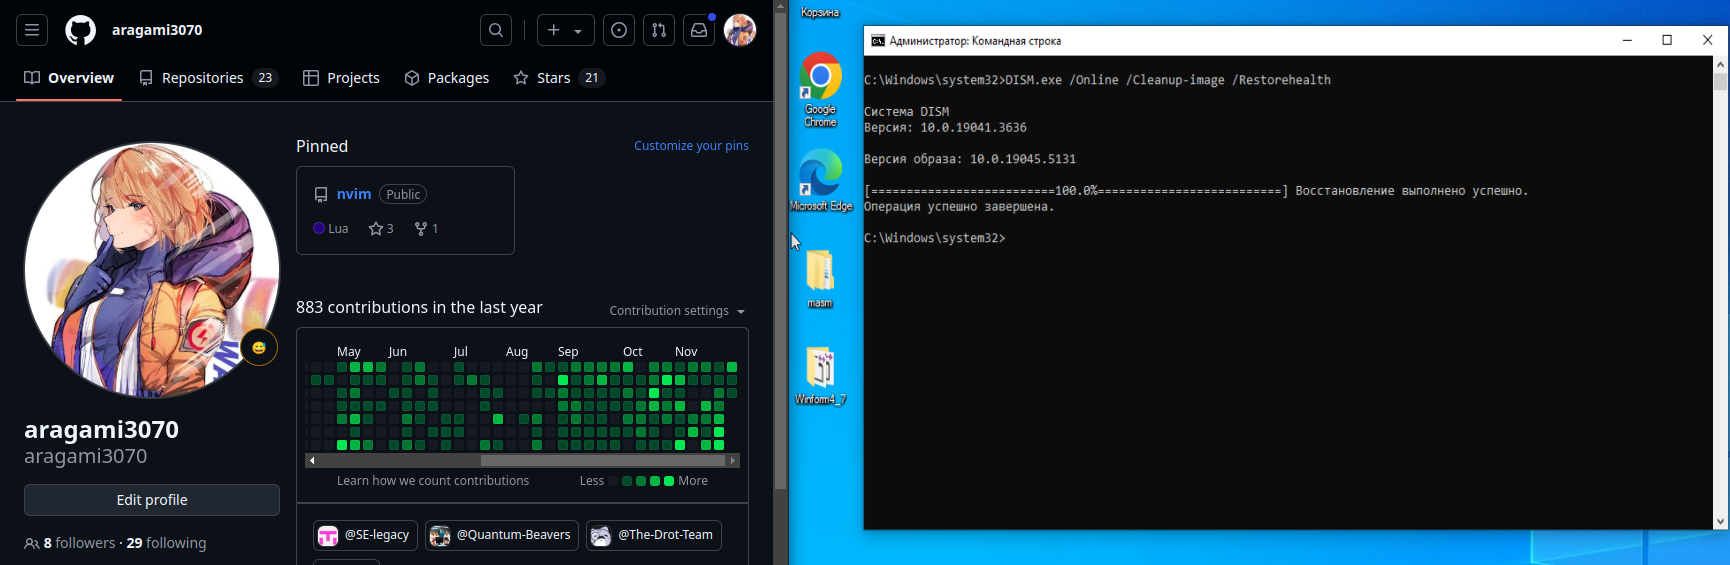 aragami3070
Overview
Repositories 23
Projects
Packages
Stars 21
Pinned
Customize your pins
nvim Public
Lua 3 1
883 contributions in the last year
Contribution settings
May Jun Jul Aug Sep Oct Nov
Learn how we count contributions
Less More
@SE-legacy
@Quantum-Beavers
@The-Drot-Team
aragami3070
aragami3070
Edit profile
8 followers · 29 following
Корзина
Google Chrome
Microsoft Edge
masm
Winform4_7
Администратор: Командная строка
C:\Windows\system32>DISM.exe /Online /Cleanup-image /Restorehealth
Cистема DISM
Версия: 10.0.19041.3636
Версия образа: 10.0.19045.5131
[==========================100.0%==========================] Восстановление выполнено успешно.
Операция успешно завершена.
C:\Windows\system32>